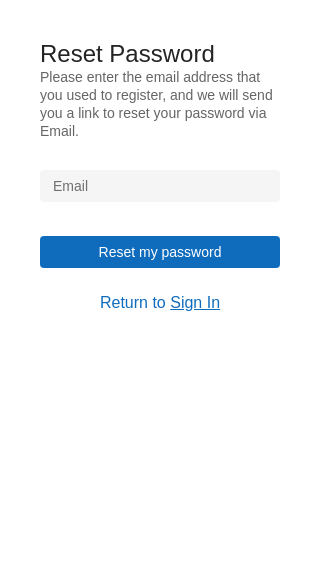 Reset Password
Please enter the email address that
you used to register, and we will send
you a link to reset your password via
Email.
Email
Reset my password
Return to Sign In